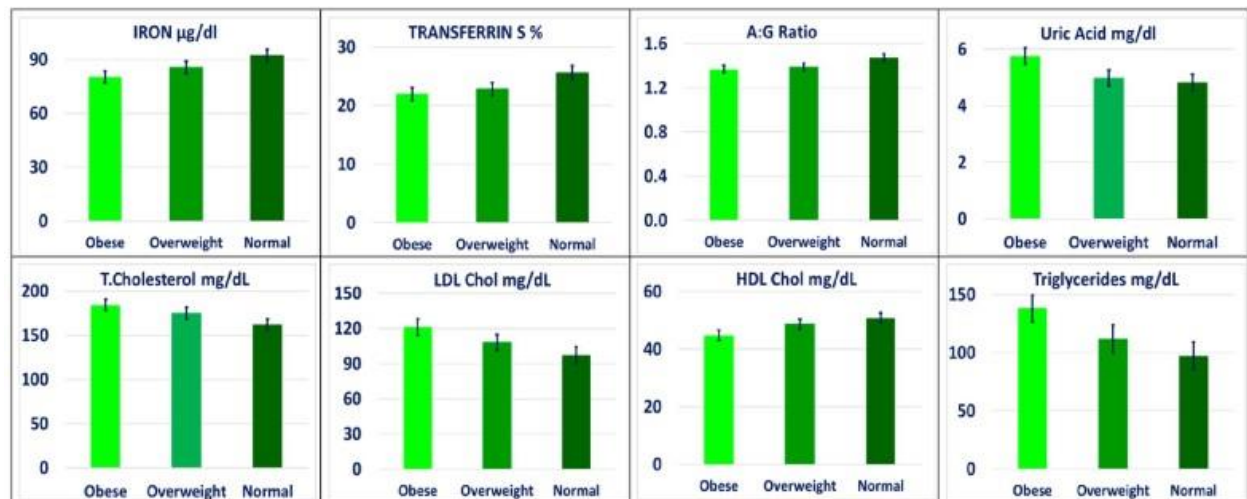 IRON µg/dl
90
60
30
0
Obese Overweight Normal
TRANSFERRIN S %
30
20
10
0
Obese Overweight Normal
A:G Ratio
1.6
1.2
0.8
0.4
0.0
Obese Overweight Normal
Uric Acid mg/dl
6
4
2
0
Obese Overweight Normal
T.Cholesterol mg/dL
200
150
100
50
0
Obese Overweight Normal
LDL Chol mg/dL
150
120
90
60
30
0
Obese Overweight Normal
HDL Chol mg/dL
60
40
20
0
Obese Overweight Normal
Triglycerides mg/dL
150
100
50
0
Obese Overweight Normal